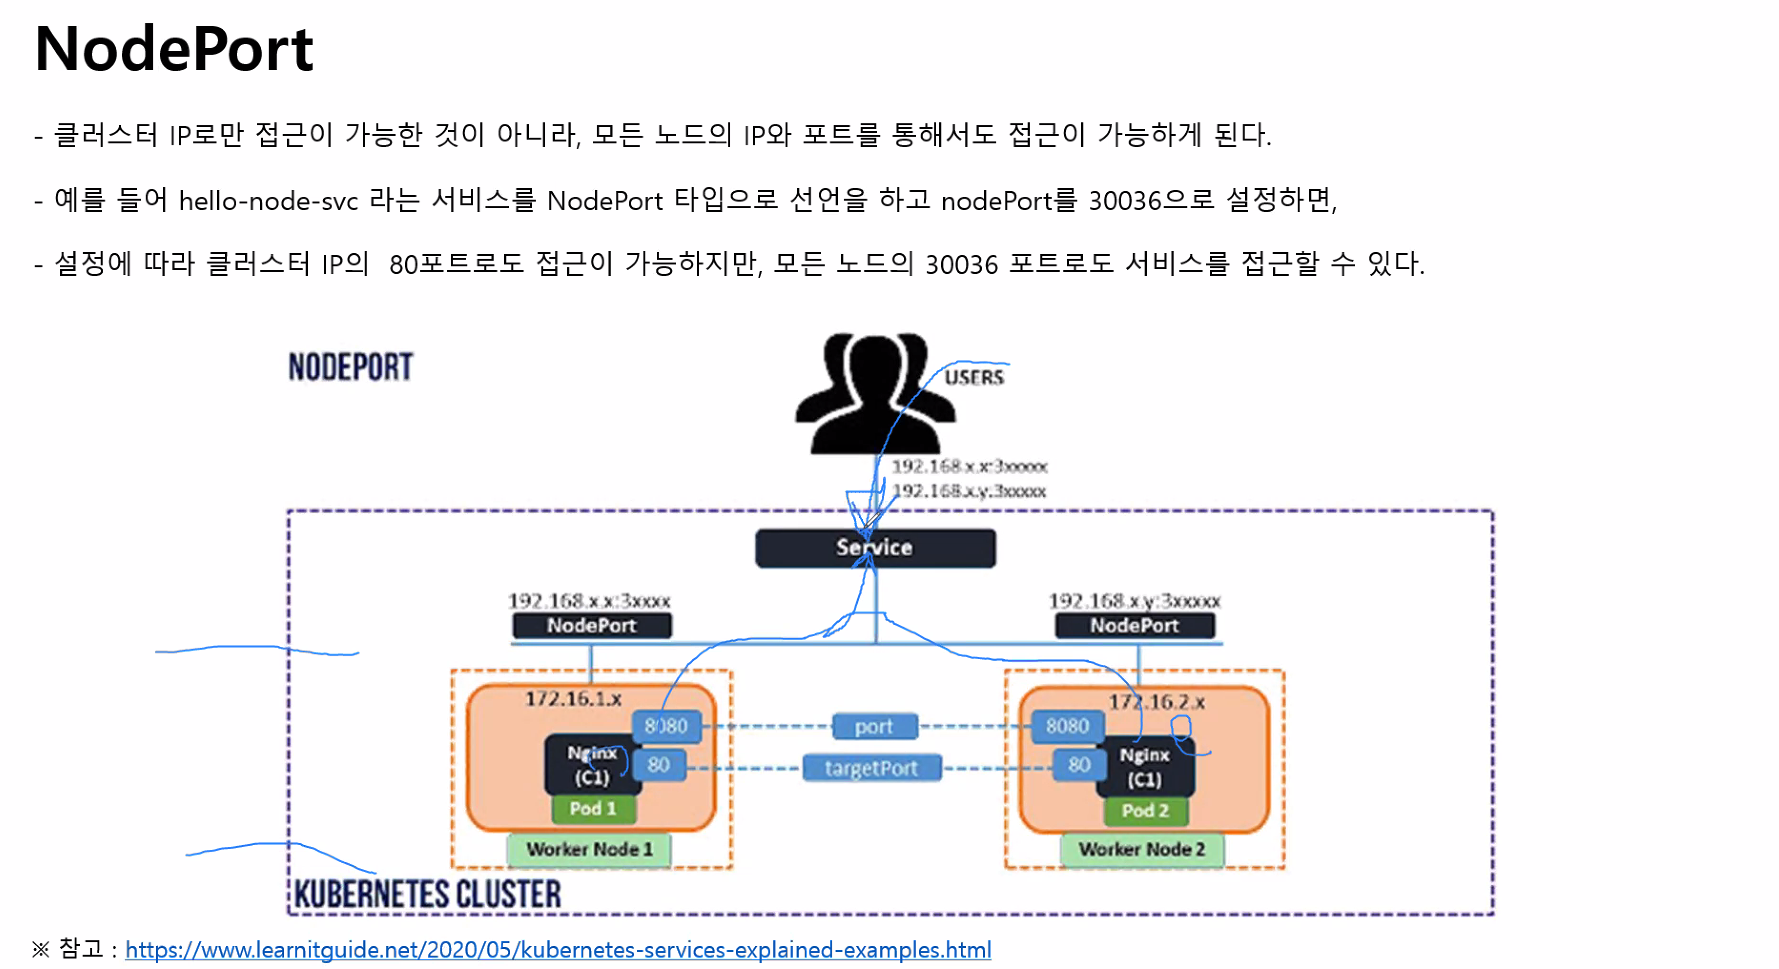 NodePort
- 클러스터 IP로만 접근이 가능한 것이 아니라, 모든 노드의 IP와 포트를 통해서도 접근이 가능하게 된다.
- 예를 들어 hello-node-svc 라는 서비스를 NodePort 타입으로 선언을 하고 nodePort를 30036으로 설정하면,
- 설정에 따라 클러스터 IP의 80포트로도 접근이 가능하지만, 모든 노드의 30036 포트로도 서비스를 접근할 수 있다.
NODEPORT
USERS
192.168.x.x:3xxxxx
192.168.x.y:3xxxxx
Service
192.168.x.x:3xxxx
192.168.x.y:3xxxxx
NodePort
NodePort
172.16.1.x
172.16.2.x
8080
port
8080
Nginx
(C1)
80
targetPort
80
Nginx
(C1)
Pod 1
Pod 2
Worker Node 1
Worker Node 2
KUBERNETES CLUSTER
※ 참고 : https://www.learnitguide.net/2020/05/kubernetes-services-explained-examples.html